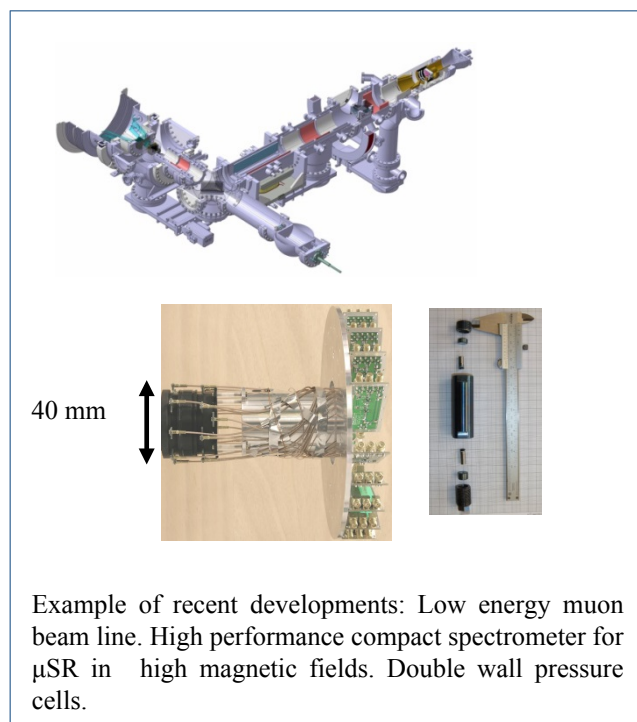 40 mm
Example of recent developments: Low energy muon
beam line. High performance compact spectrometer for
μSR in high magnetic fields. Double wall pressure
cells.